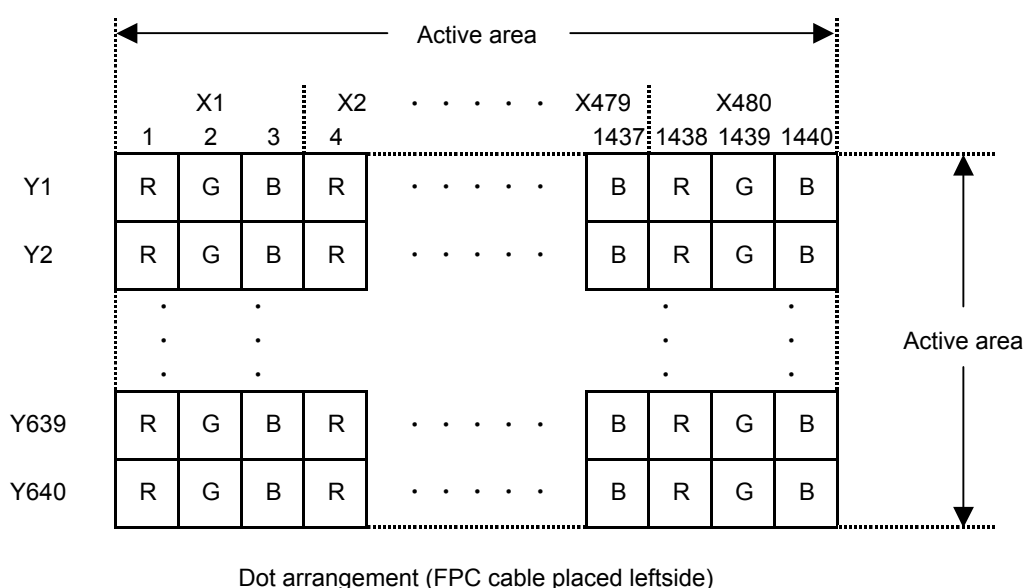 Active area
X1 X2 · · · · · X479 X480
1 2 3 4 1437 1438 1439 1440
Y1 R G B R · · · · · B R G B
Y2 R G B R · · · · · B R G B
· · · ·
· · · ·
Active area
· · · ·
Y639 R G B R · · · · · B R G B
Y640 R G B R · · · · · B R G B
Dot arrangement (FPC cable placed leftside)